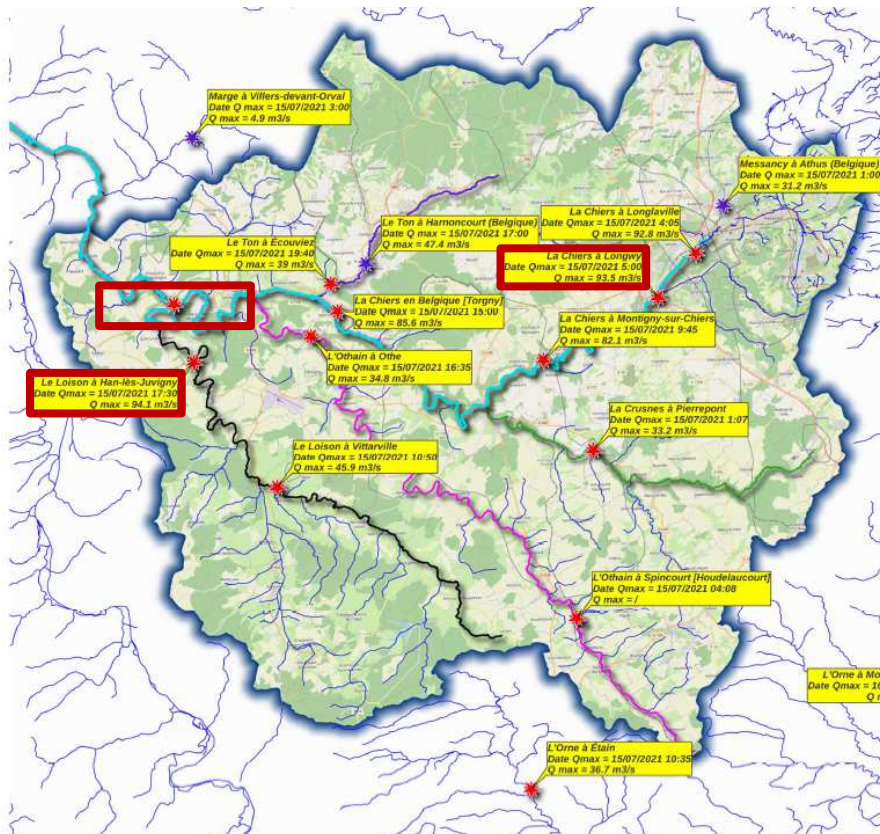 Marge à Villers-devant-Orval
Date Q max = 15/07/2021 3:00
Q max = 4.9 m3/s
Messancy à Athus (Belgique)
Date Q max = 15/07/2021 1:00
Q max = 31.2 m3/s
La Chiers à Longlaville
Date Qmax = 15/07/2021 4:05
Q max = 92.8 m3/s
Le Ton à Harnoncourt (Belgique)
Date Q max = 15/07/2021 17:00
Q max = 47.4 m3/s
Le Ton à Écouviez
Date Qmax = 15/07/2021 19:40
Q max = 39 m3/s
La Chiers à Longwy
Date Qmax = 15/07/2021 5:00
Q max = 93.5 m3/s
La Chiers en Belgique [Torgny]
Date Q max = 15/07/2021 15:00
Q max = 85.6 m3/s
La Chiers à Montigny-sur-Chiers
Date Qmax = 15/07/2021 9:45
Q max = 82.1 m3/s
L'Othain à Othe
Date Qmax = 15/07/2021 16:35
Q max = 34.8 m3/s
Le Loison à Han-lès-Juvigny
Date Qmax = 15/07/2021 17:30
Q max = 94.1 m3/s
La Crusnes à Pierrepont
Date Qmax = 15/07/2021 1:07
Q max = 33.2 m3/s
Le Loison à Vittarville
Date Qmax = 15/07/2021 10:50
Q max = 45.9 m3/s
L'Othain à Spincourt [Houdelaucourt]
Date Qmax = 15/07/2021 04:08
Q max = /
L'Orne à Mo
Date Qmax = 16
Q m
L'Orne à Étain
Date Qmax = 15/07/2021 10:35
Q max = 36.7 m3/s